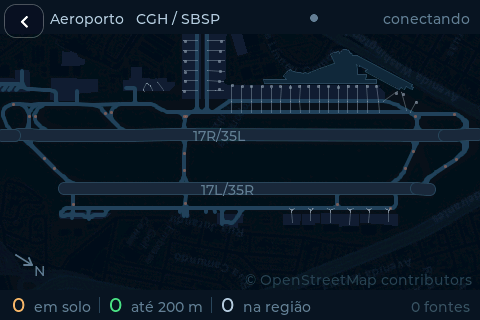 Aeroporto CGH / SBSP conectando
17R/35L
17L/35R
N
© OpenStreetMap contributors
0 em solo 0 até 200 m 0 na região 0 fontes